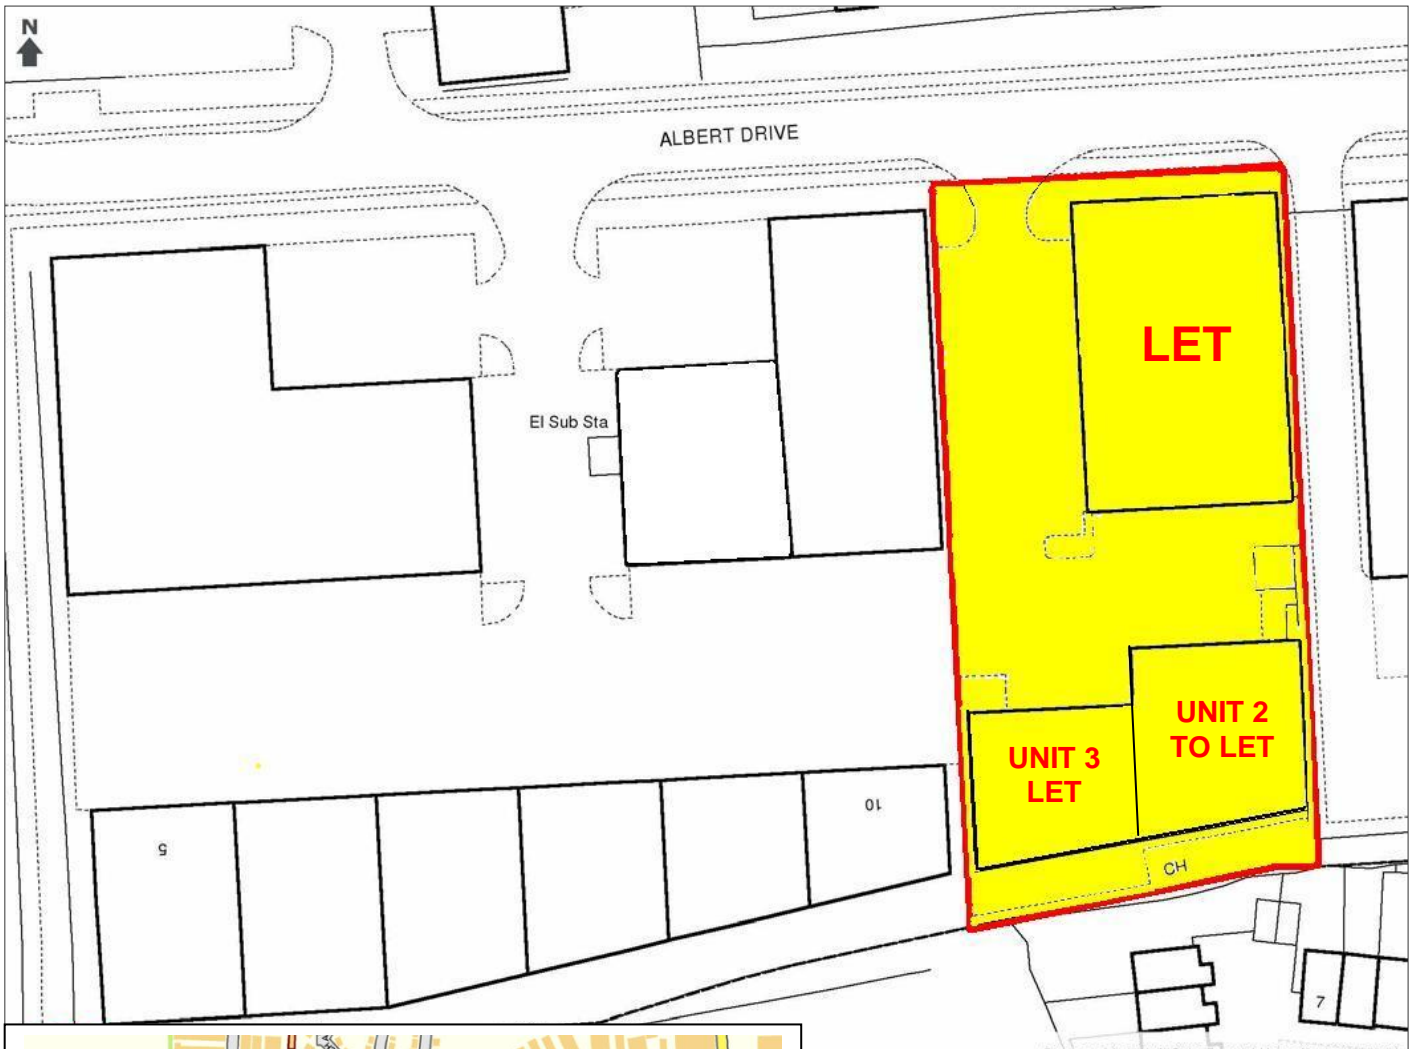 N
ALBERT DRIVE
LET
El Sub Sta
UNIT 2
TO LET
UNIT 3
LET
10
5
CH
7